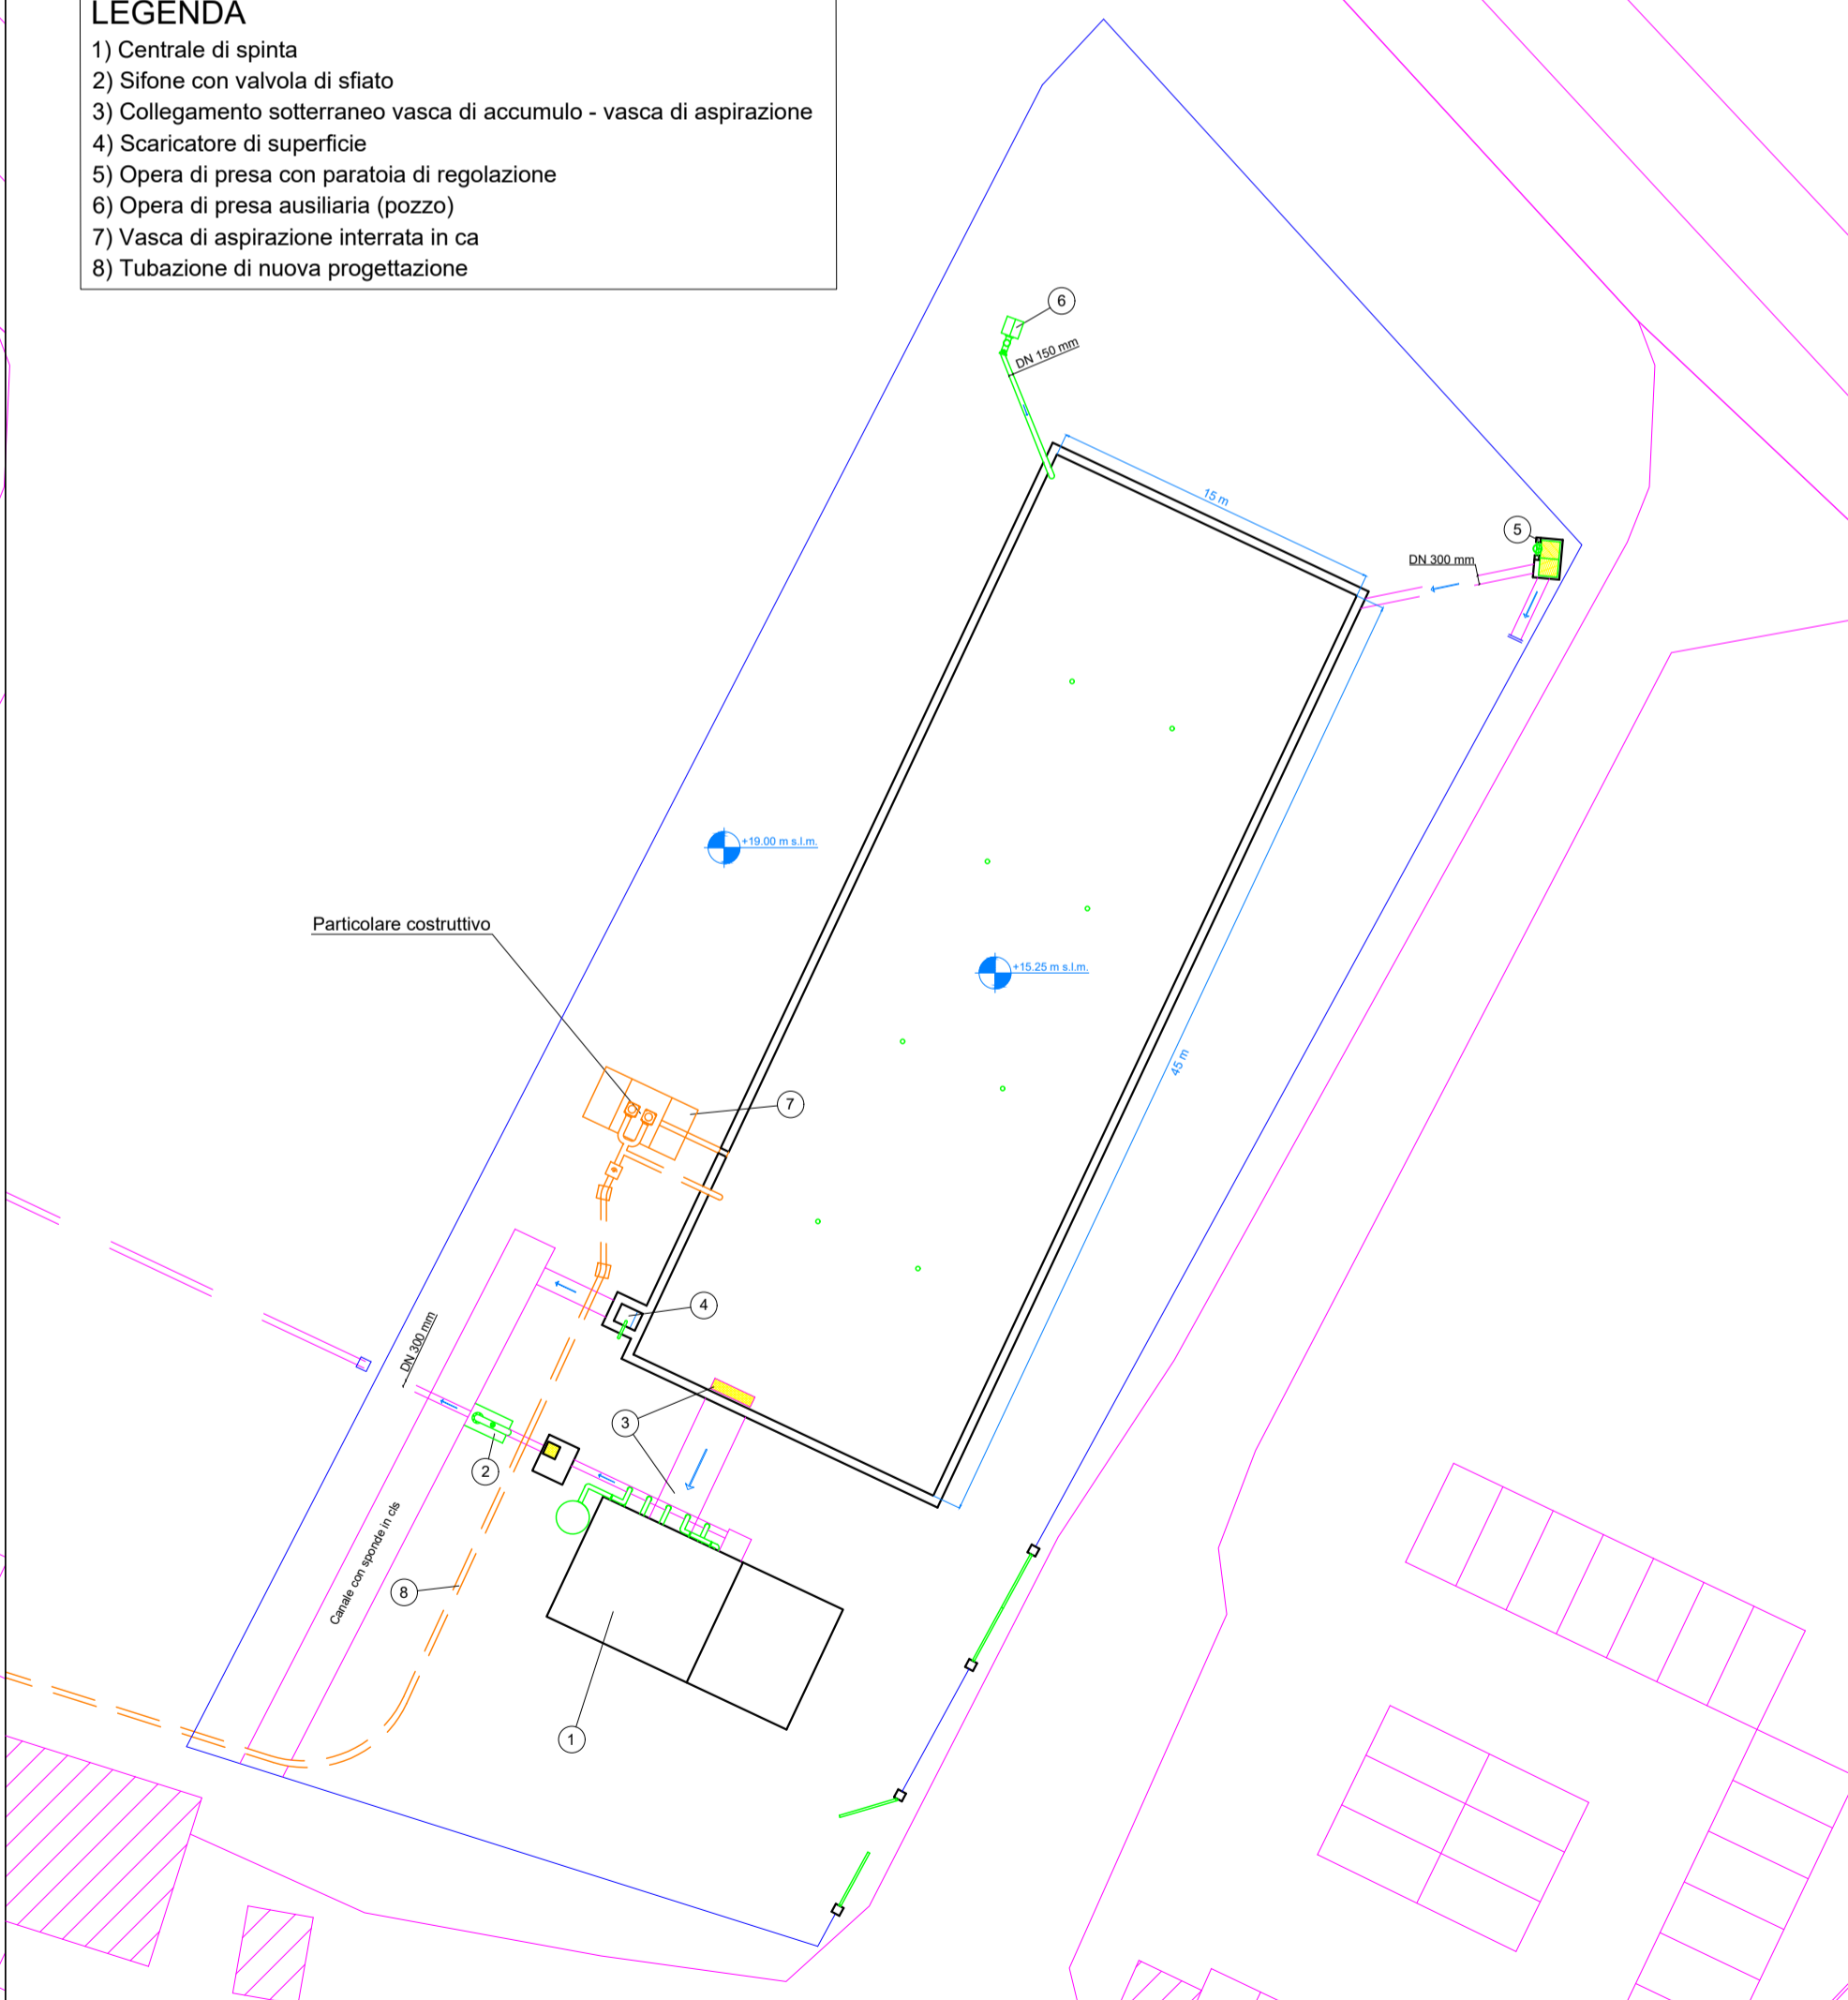 LEGENDA
1) Centrale di spinta
2) Sifone con valvola di sfiato
3) Collegamento sotterraneo vasca di accumulo - vasca di aspirazione
4) Scaricatore di superficie
5) Opera di presa con paratoia di regolazione
6) Opera di presa ausiliaria (pozzo)
7) Vasca di aspirazione interrata in ca
8) Tubazione di nuova progettazione
6
DN 150 mm
15 m
5
DN 300 mm
+19.00 m s.l.m.
Particolare costruttivo
+15.25 m s.l.m.
45 m
7
4
DN 300 mm
3
2
Canale con sponde in cls
8
1